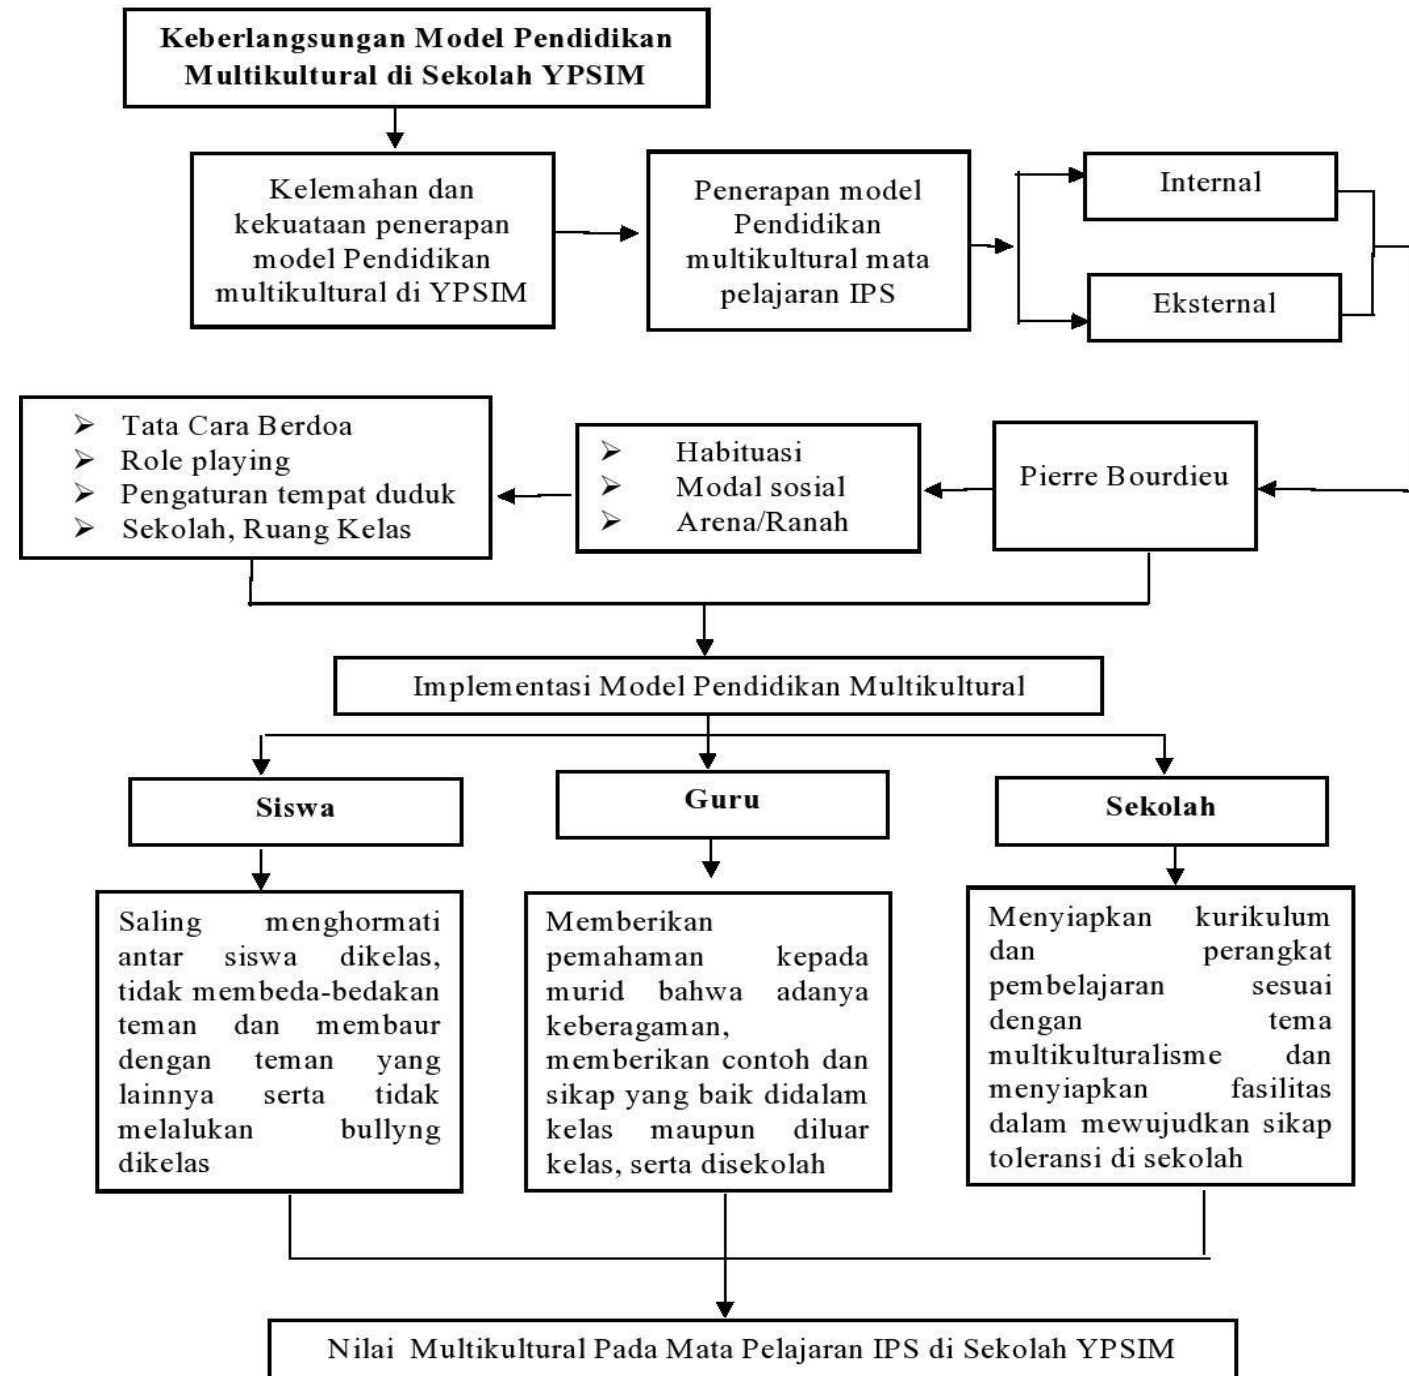 Keberlangsungan Model Pendidikan
Multikultural di Sekolah YPSIM
Kelemahan dan
kekuataan penerapan
model Pendidikan
multikultural di YPSIM
Penerapan model
Pendidikan
multikultural mata
pelajaran IPS
Internal
Eksternal
➢ Tata Cara Berdoa
➢ Role playing
➢ Pengaturan tempat duduk
➢ Sekolah, Ruang Kelas
➢ Habituasi
➢ Modal sosial
➢ Arena/Ranah
Pierre Bourdieu
Implementasi Model Pendidikan Multikultural
Siswa
Guru
Sekolah
Saling menghormati
antar siswa dikelas,
tidak membeda-bedakan
teman dan membaur
dengan teman yang
lainnya serta tidak
melalukan bullyng
dikelas
Memberikan
pemahaman kepada
murid bahwa adanya
keberagaman,
memberikan contoh dan
sikap yang baik didalam
kelas maupun diluar
kelas, serta disekolah
Menyiapkan kurikulum
dan perangkat
pembelajaran sesuai
dengan tema
multikulturalisme dan
menyiapkan fasilitas
dalam mewujudkan sikap
toleransi di sekolah
Nilai Multikultural Pada Mata Pelajaran IPS di Sekolah YPSIM